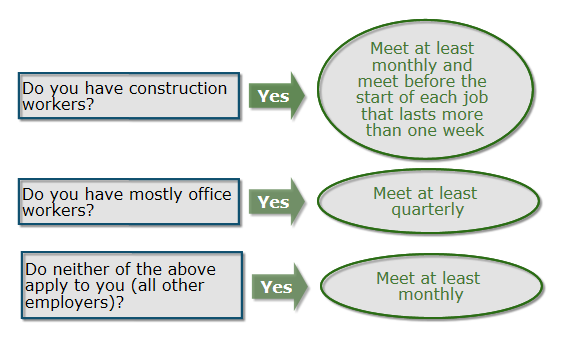 Do you have construction
workers?
Yes
Meet at least
monthly and
meet before the
start of each job
that lasts more
than one week
Do you have mostly office
workers?
Yes
Meet at least
quarterly
Do neither of the above
apply to you (all other
employers)?
Yes
Meet at least
monthly